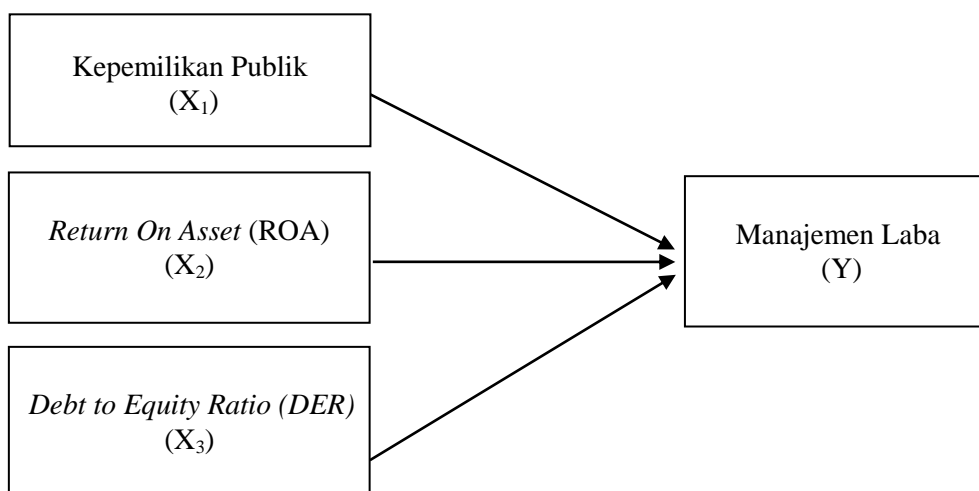 Kepemilikan Publik
(X₁)
Return On Asset (ROA)
(X₂)
Debt to Equity Ratio (DER)
(X₃)
Manajemen Laba
(Y)